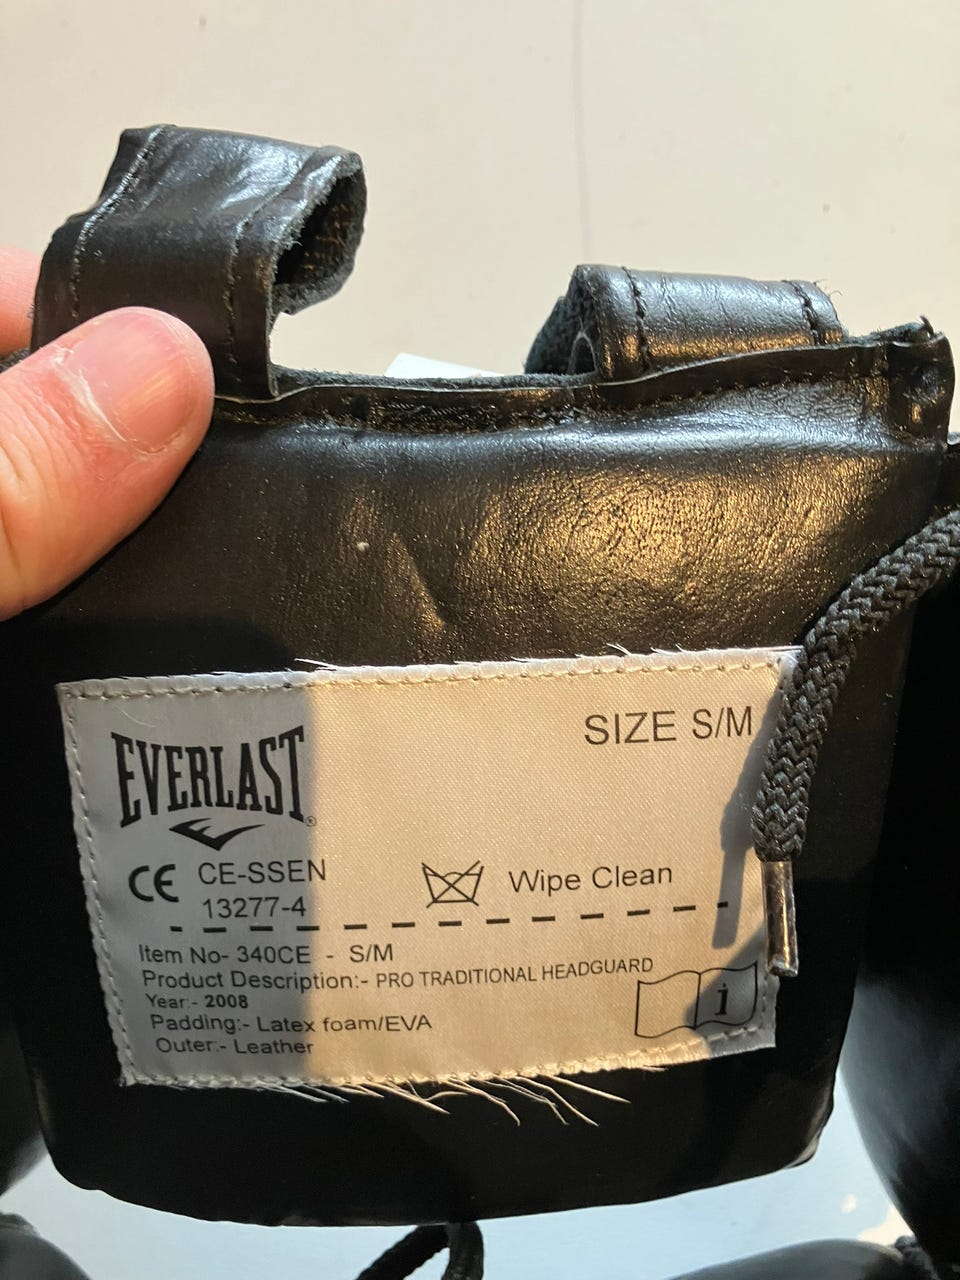 SIZE S/M
EVERLAST®
CE CE-SSEN
13277-4
Wipe Clean
Item No- 340CE - S/M
Product Description:- PRO TRADITIONAL HEADGUARD
Year:- 2008
Padding:- Latex foam/EVA
Outer:- Leather
i